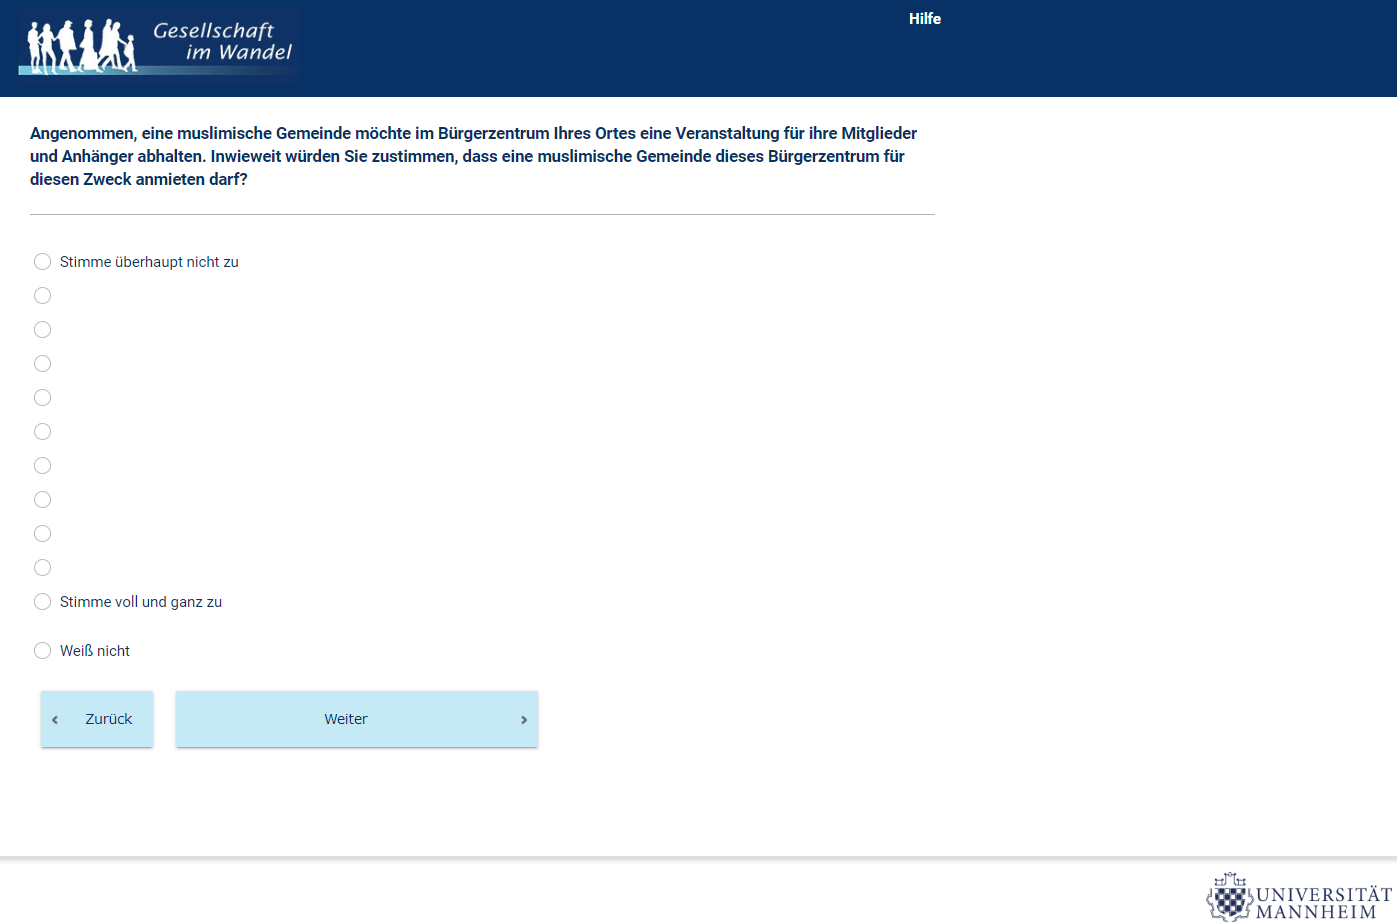 Gesellschaft
im Wandel
Hilfe
Angenommen, eine muslimische Gemeinde möchte im Bürgerzentrum Ihres Ortes eine Veranstaltung für ihre Mitglieder
und Anhänger abhalten. Inwieweit würden Sie zustimmen, dass eine muslimische Gemeinde dieses Bürgerzentrum für
diesen Zweck anmieten darf?
Stimme überhaupt nicht zu
Stimme voll und ganz zu
Weiß nicht
Zurück
Weiter
UNIVERSITÄT
MANNHEIM